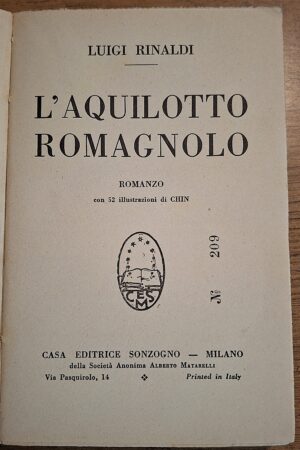 LUIGI RINALDI
L'AQUILOTTO
ROMAGNOLO
ROMANZO
con 52 illustrazioni di CHIN
CESM
№ 209
CASA EDITRICE SONZOGNO — MILANO
della Società Anonima ALBERTO MATARELLI
Via Pasquirolo, 14 ❖ Printed in Italy